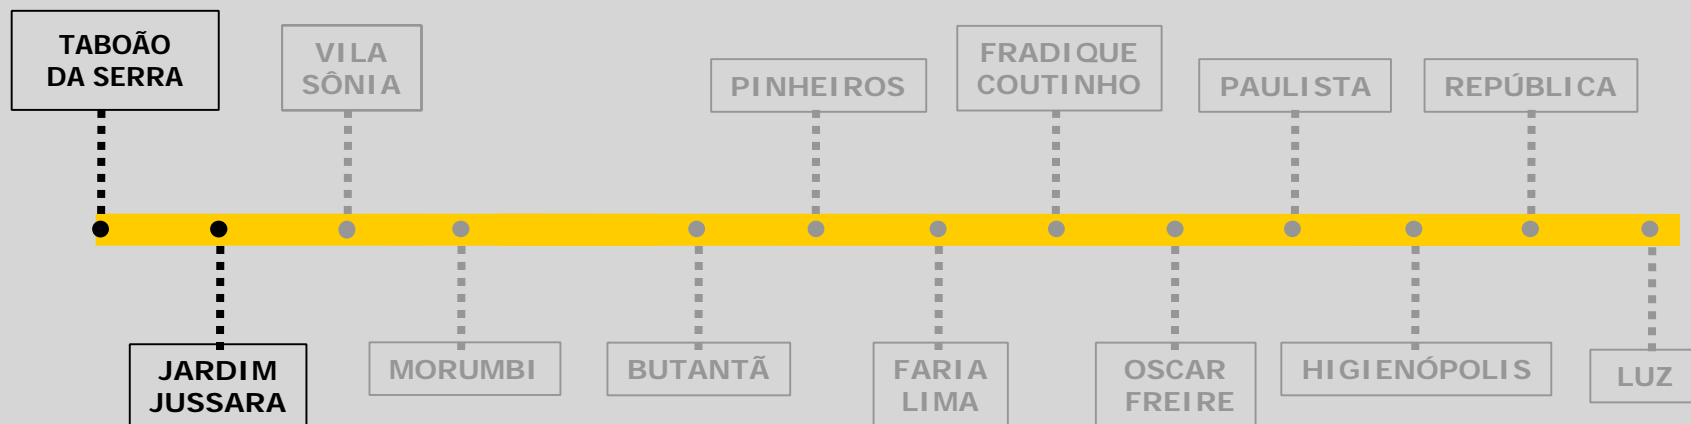 TABOÃO
DA SERRA
VILA
SÔNIA
PINHEIROS
FRADIQUE
COUTINHO
PAULISTA
REPÚBLICA
JARDIM
JUSSARA
MORUMBI
BUTANTÃ
FARIA
LIMA
OSCAR
FREIRE
HIGIENÓPOLIS
LUZ